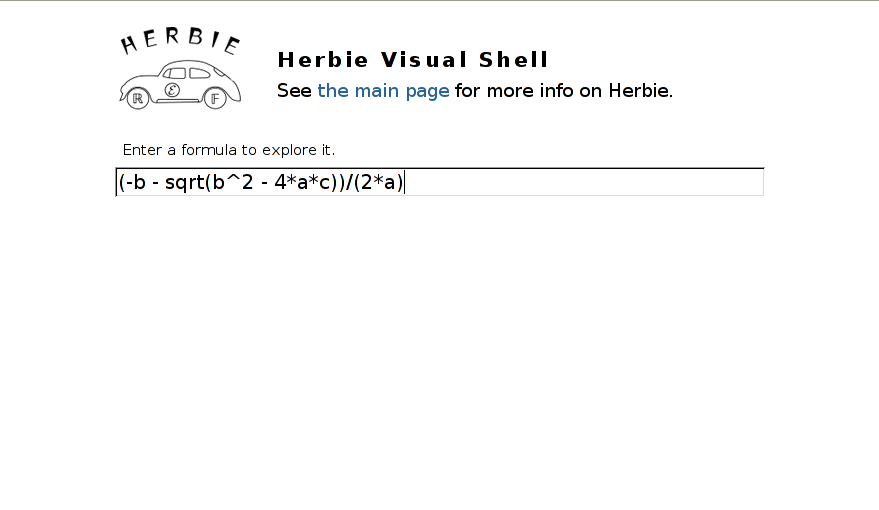 HERBIE
R E F
Herbie Visual Shell
See the main page for more info on Herbie.
Enter a formula to explore it.
(-b - sqrt(b^2 - 4*a*c))/(2*a)